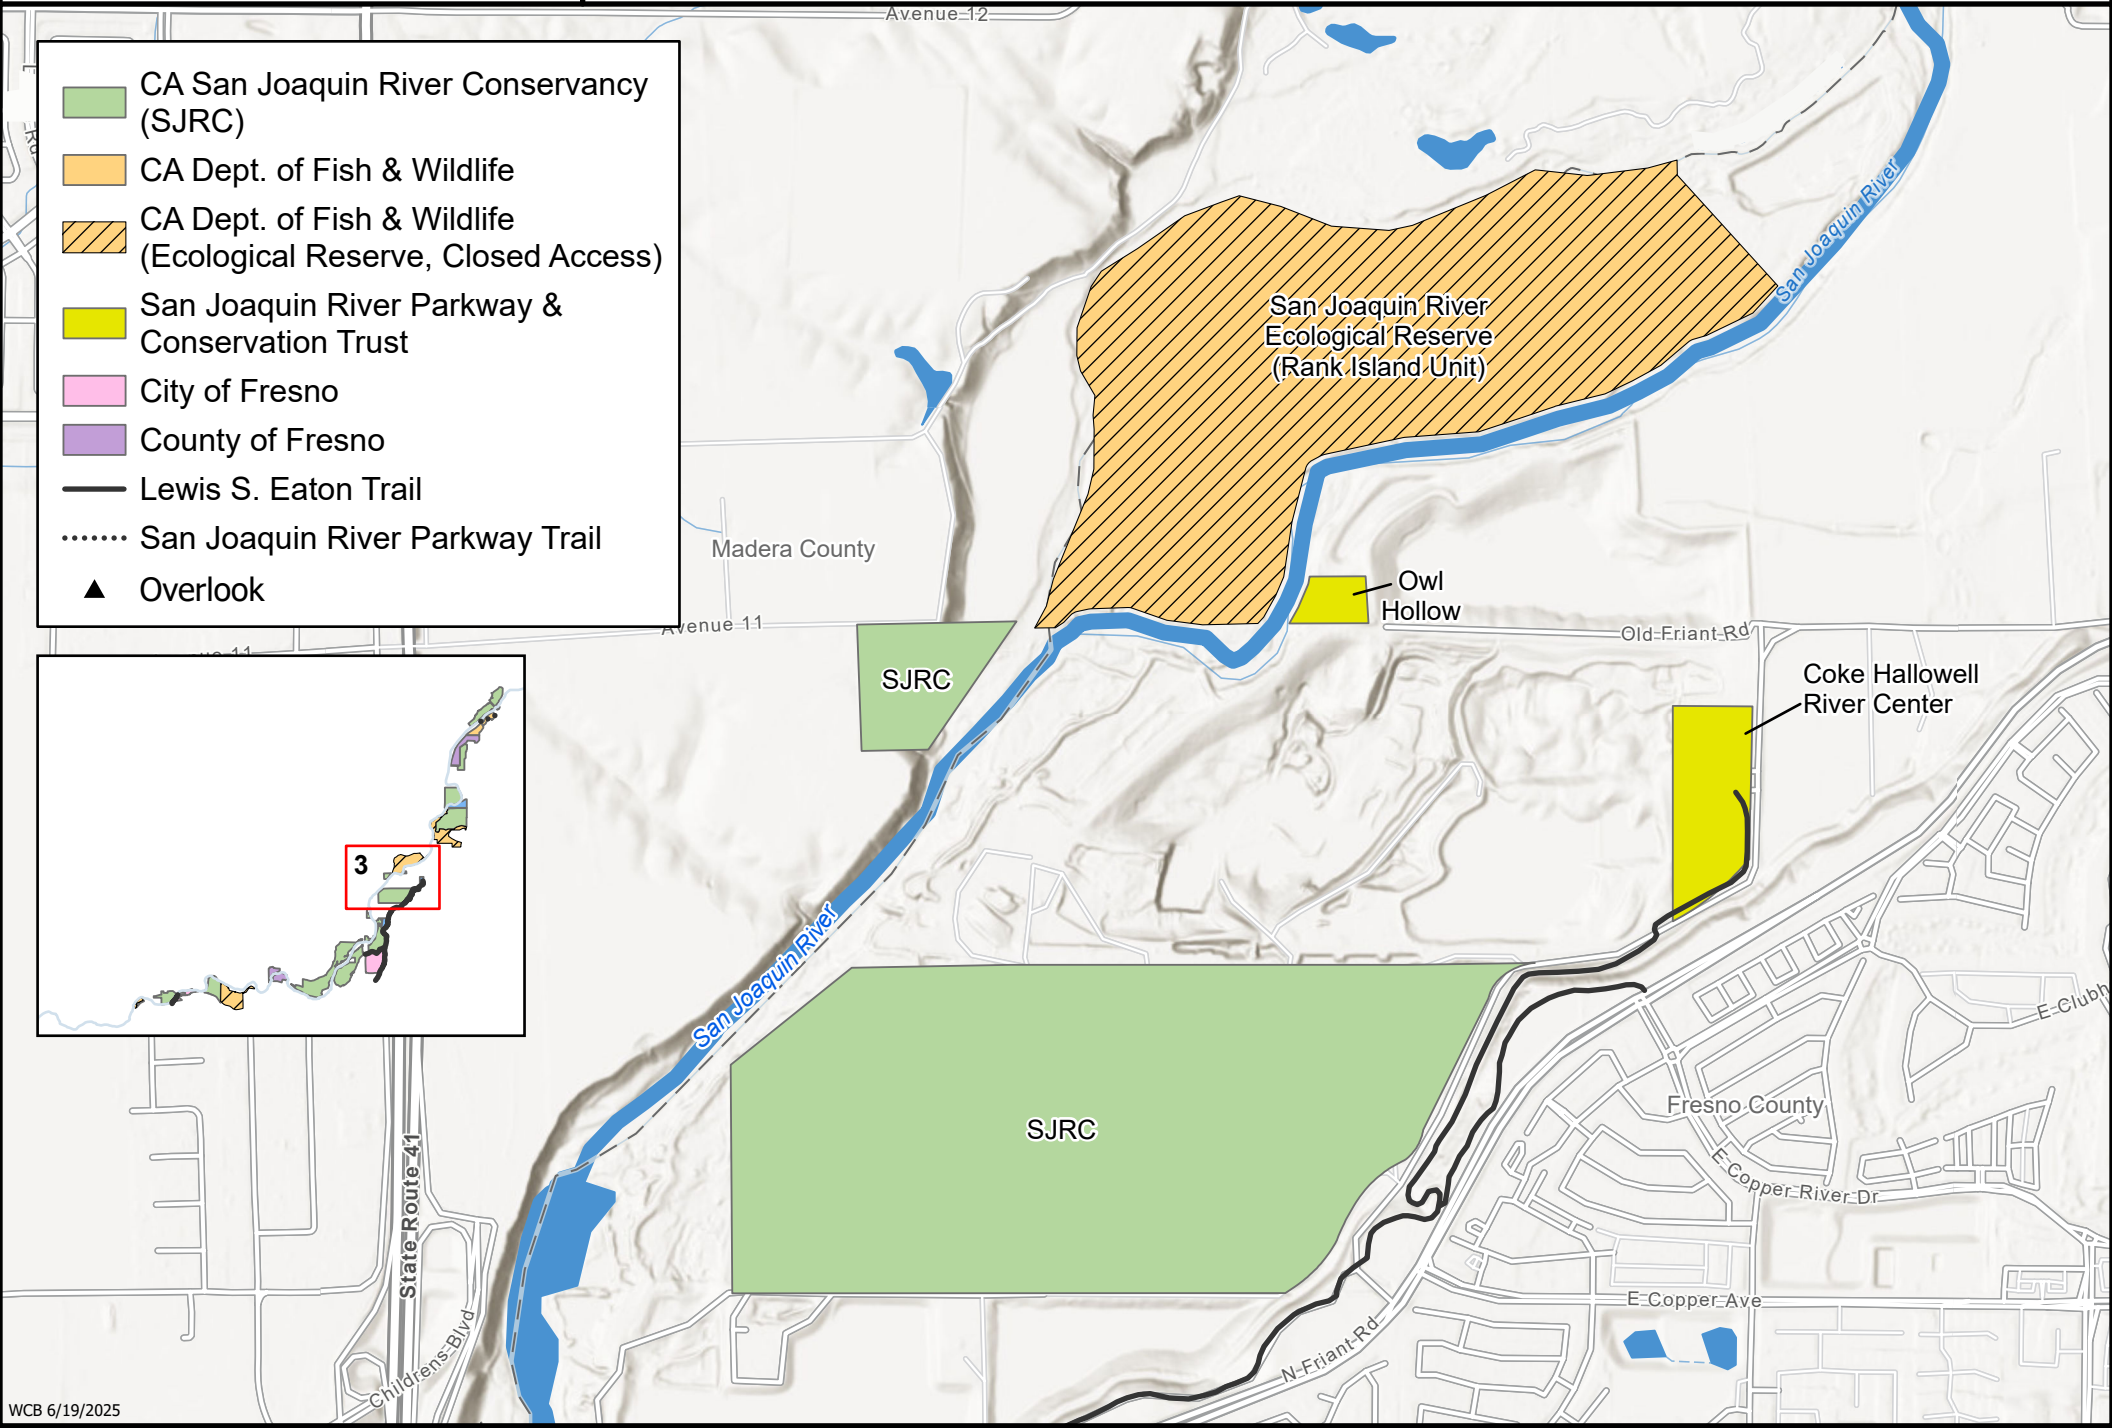 Avenue 12
CA San Joaquin River Conservancy
(SJRC)
CA Dept. of Fish & Wildlife
CA Dept. of Fish & Wildlife
(Ecological Reserve, Closed Access)
San Joaquin River Parkway &
Conservation Trust
City of Fresno
County of Fresno
Lewis S. Eaton Trail
San Joaquin River Parkway Trail
Overlook
San Joaquin River
San Joaquin River
Ecological Reserve
(Rank Island Unit)
Madera County
Owl
Hollow
Avenue 11
Old Friant Rd
SJRC
Coke Hallowell
River Center
3
San Joaquin River
SJRC
Fresno County
E Copper River Dr
State Route 41
E Copper Ave
N Friant Rd
Childrens Blvd
WCB 6/19/2025